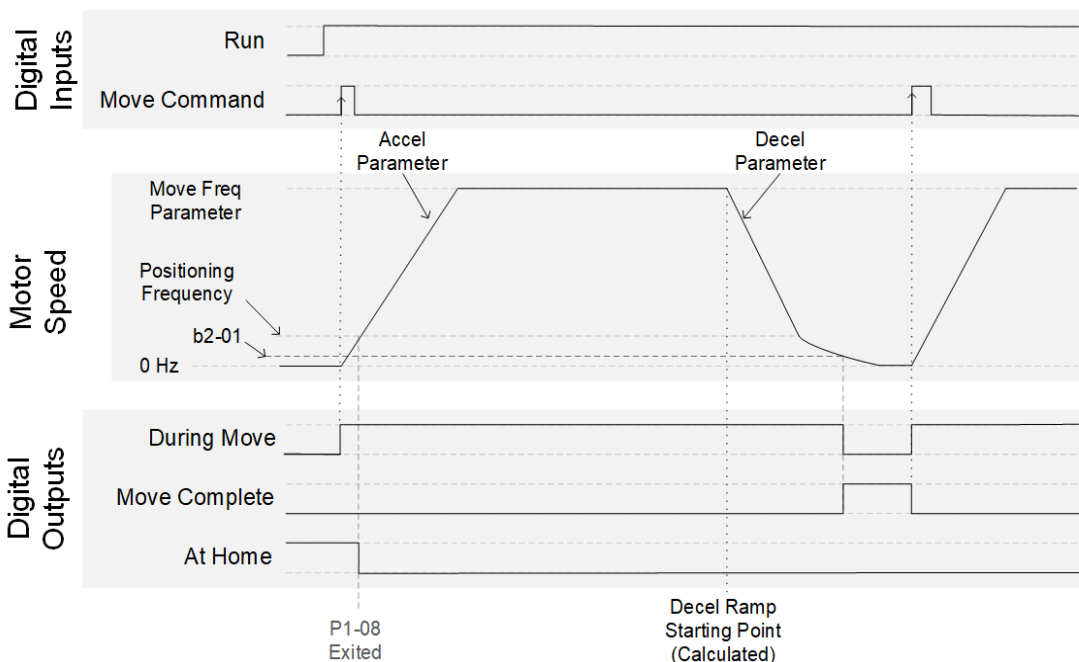 Digital
Inputs
Run
Move Command
Accel
Parameter
Decel
Parameter
Motor
Speed
Move Freq
Parameter
Positioning
Frequency
b2-01
0 Hz
Digital
Outputs
During Move
Move Complete
At Home
P1-08
Exited
Decel Ramp
Starting Point
(Calculated)